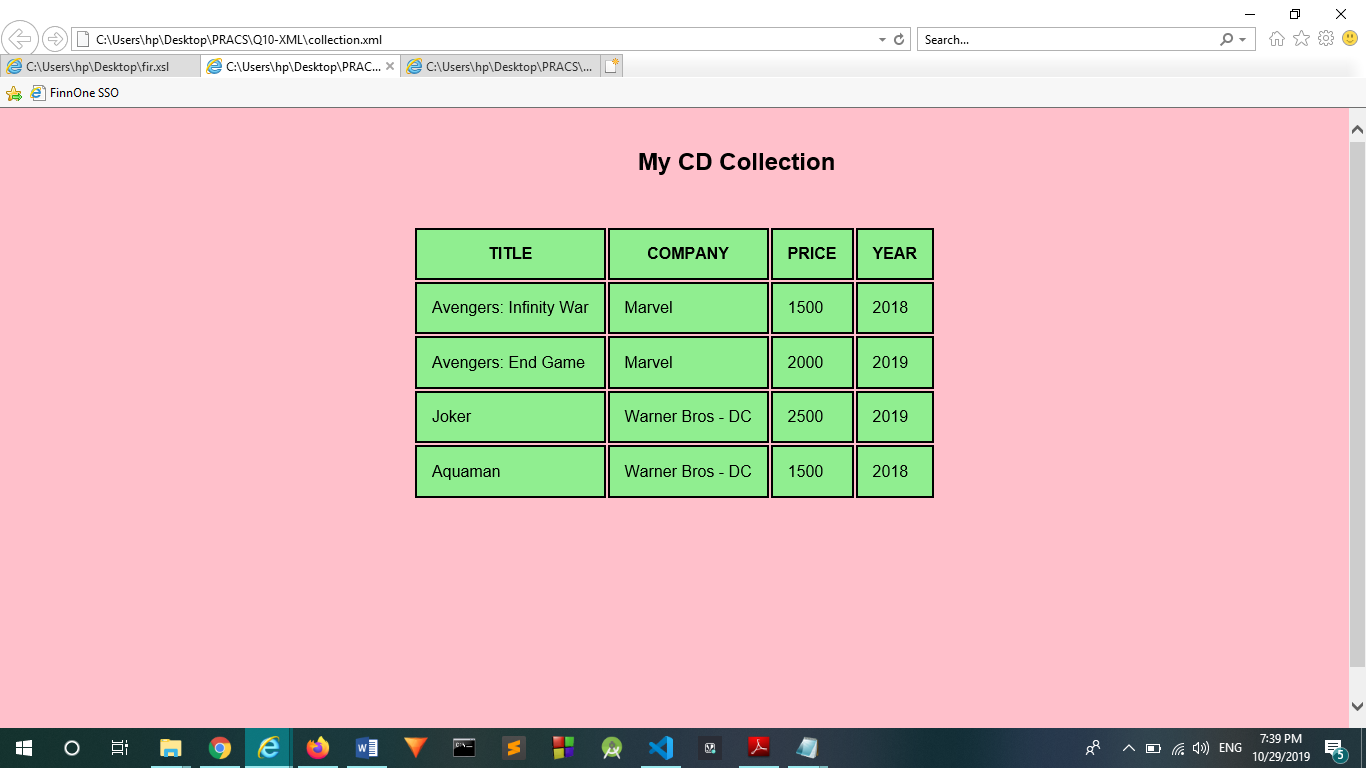 C:\Users\hp\Desktop\PRACS\Q10-XML\collection.xml
Search...
C:\Users\hp\Desktop\fir.xsl
C:\Users\hp\Desktop\PRAC...
C:\Users\hp\Desktop\PRACS\...
FinnOne SSO
My CD Collection
TITLE COMPANY PRICE YEAR
Avengers: Infinity War Marvel 1500 2018
Avengers: End Game Marvel 2000 2019
Joker Warner Bros - DC 2500 2019
Aquaman Warner Bros - DC 1500 2018
ENG
7:39 PM
10/29/2019
5